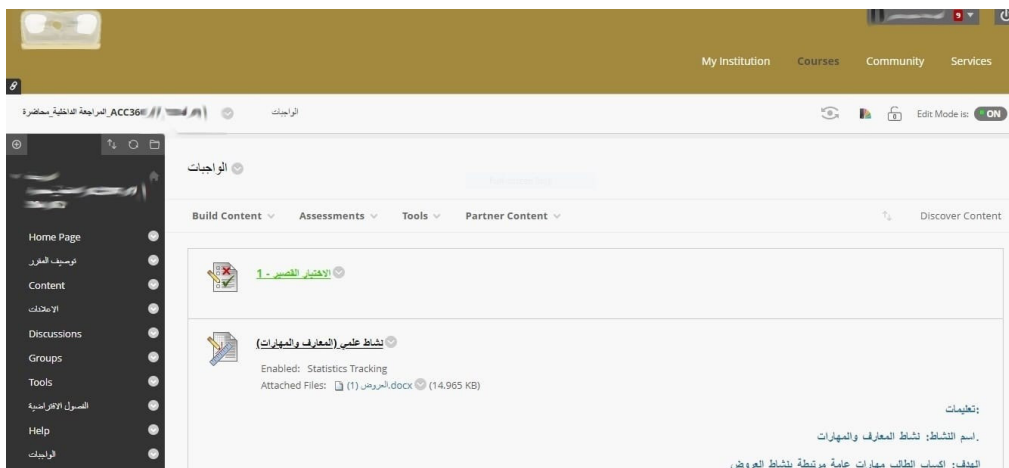 9
My Institution Courses Community Services
ACC36 المراجعة الداخلية_محاضرة_
الواجبات
Edit Mode is: ON
الواجبات
Build Content Assessments Tools Partner Content
Discover Content
Home Page
توصيف المقرر
Content
الاعلانات
Discussions
Groups
Tools
الفصول الافتراضية
Help
الواجبات
الاختبار القصير - 1
نشاط علمي (المعارف والمهارات)
Enabled: Statistics Tracking
Attached Files: العروض (1).docx (14.965 KB)
تعليمات:
اسم النشاط: نشاط المعارف والمهارات.
الهدف: اكساب الطالب مهارات عامة مرتبطة بنشاط العروض